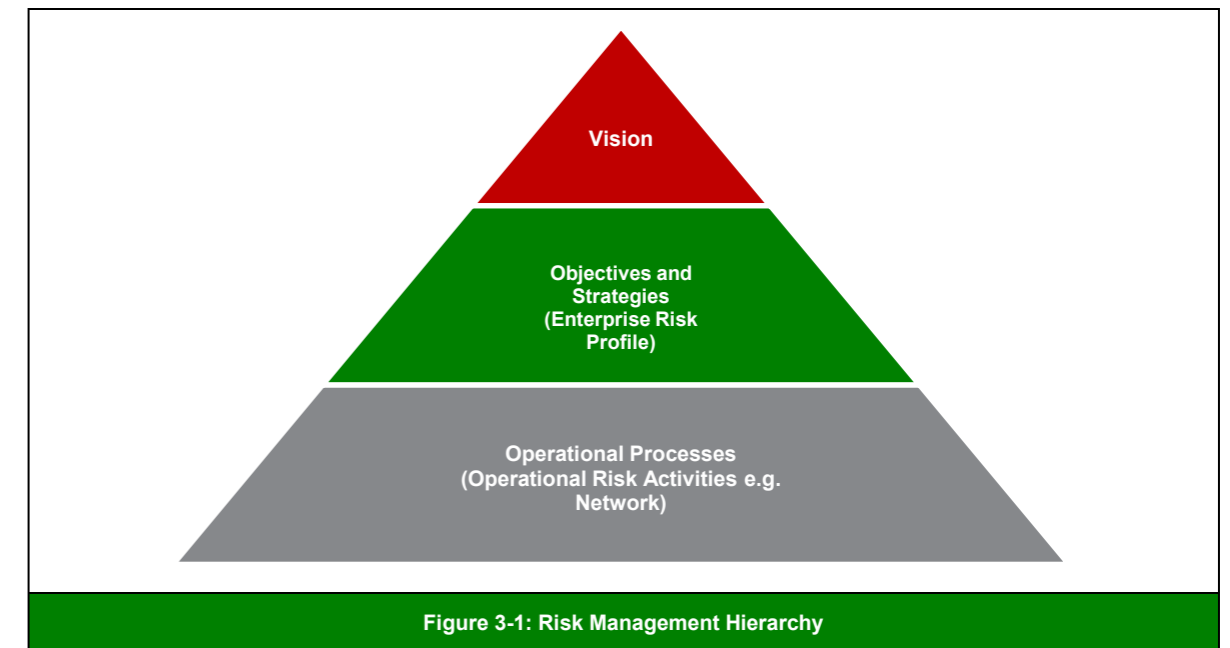 Vision
Objectives and
Strategies
(Enterprise Risk
Profile)
Operational Processes
(Operational Risk Activities e.g.
Network)
Figure 3-1: Risk Management Hierarchy